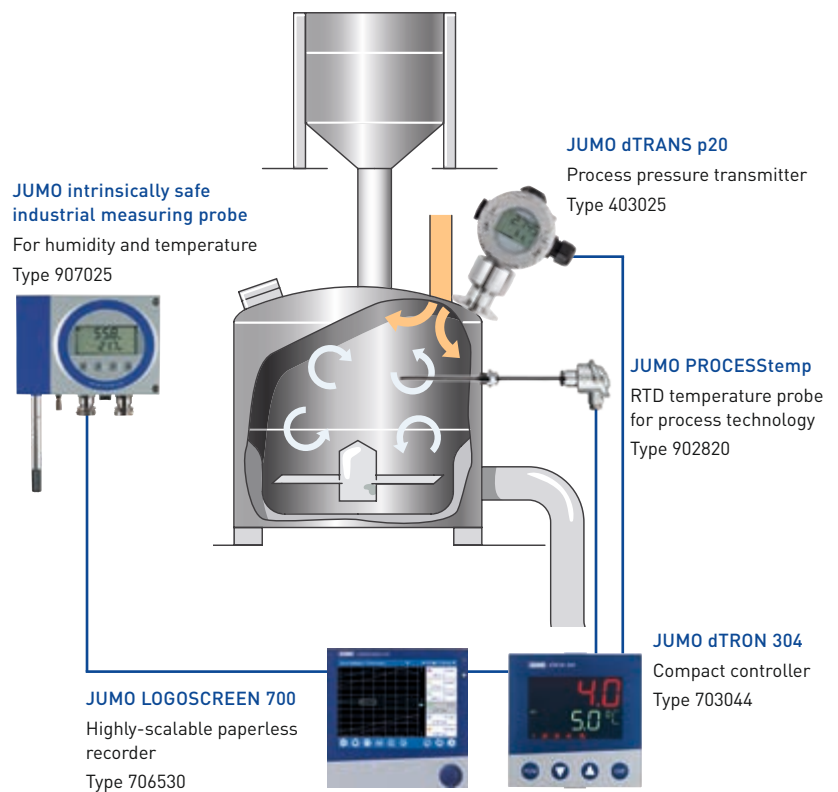 JUMO dTRANS p20
Process pressure transmitter
Type 403025
JUMO intrinsically safe
industrial measuring probe
For humidity and temperature
Type 907025
JUMO PROCESStemp
RTD temperature probe
for process technology
Type 902820
JUMO dTRON 304
Compact controller
Type 703044
4.0
5.0 °C
JUMO LOGOSCREEN 700
Highly-scalable paperless
recorder
Type 706530